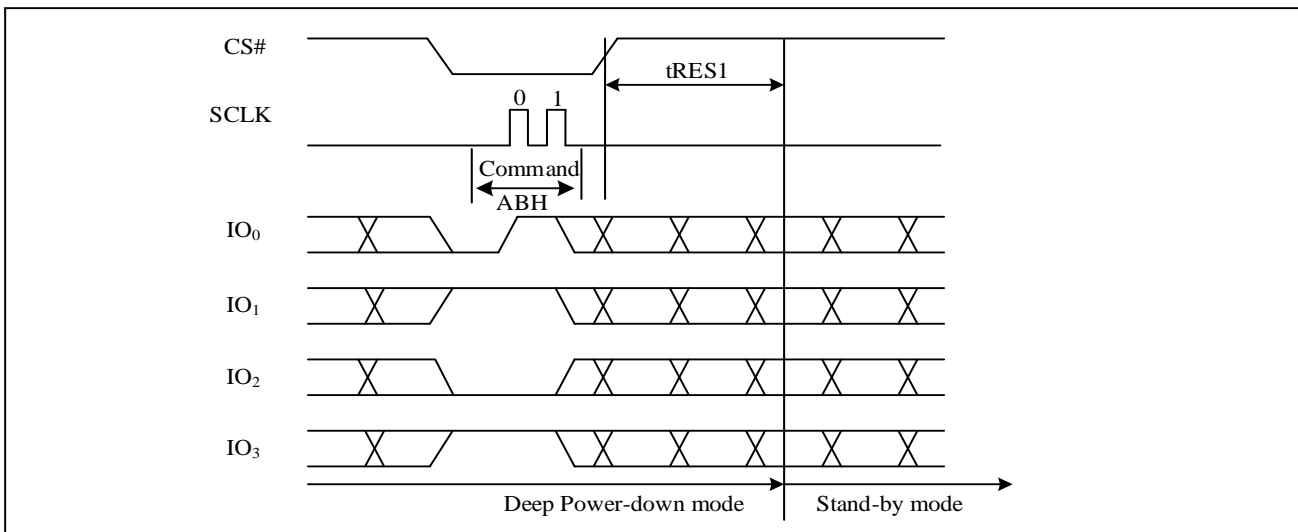 CS#
tRES1
SCLK
0 1
Command
ABH
IO₀
IO₁
IO₂
IO₃
Deep Power-down mode
Stand-by mode